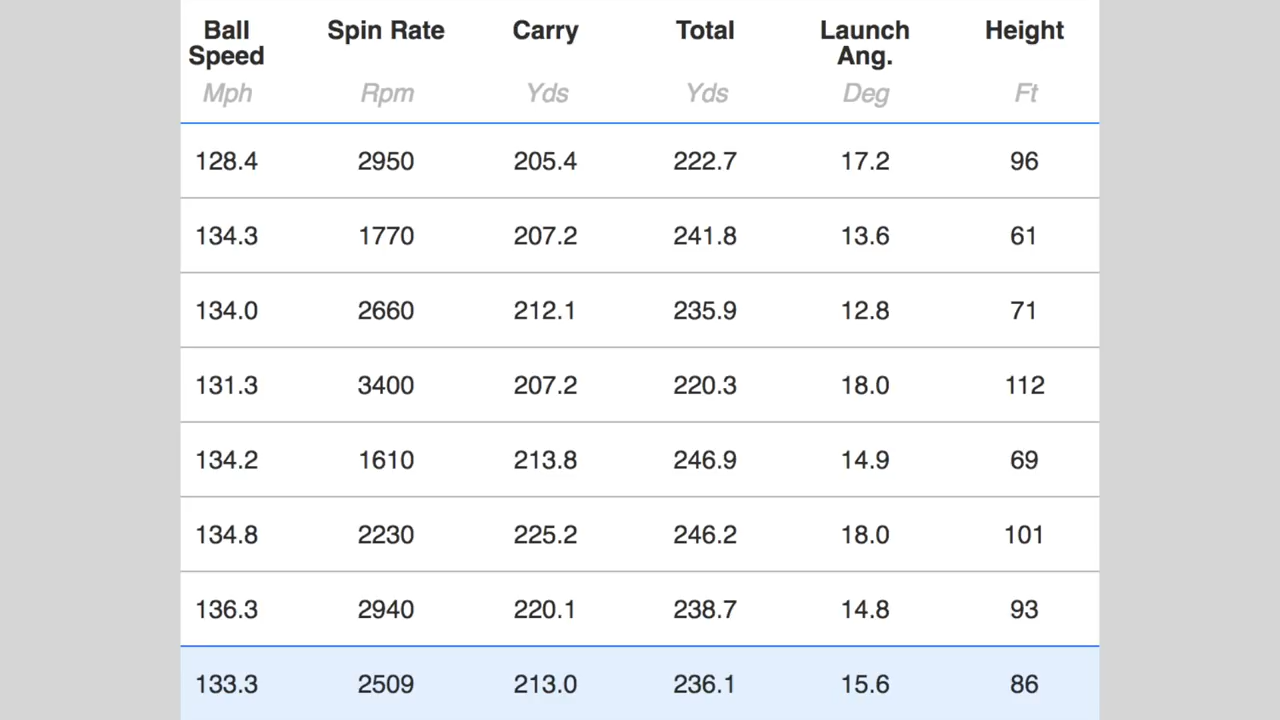 Ball Speed Spin Rate Carry Total Launch Ang. Height
Mph Rpm Yds Yds Deg Ft
128.4 2950 205.4 222.7 17.2 96
134.3 1770 207.2 241.8 13.6 61
134.0 2660 212.1 235.9 12.8 71
131.3 3400 207.2 220.3 18.0 112
134.2 1610 213.8 246.9 14.9 69
134.8 2230 225.2 246.2 18.0 101
136.3 2940 220.1 238.7 14.8 93
133.3 2509 213.0 236.1 15.6 86